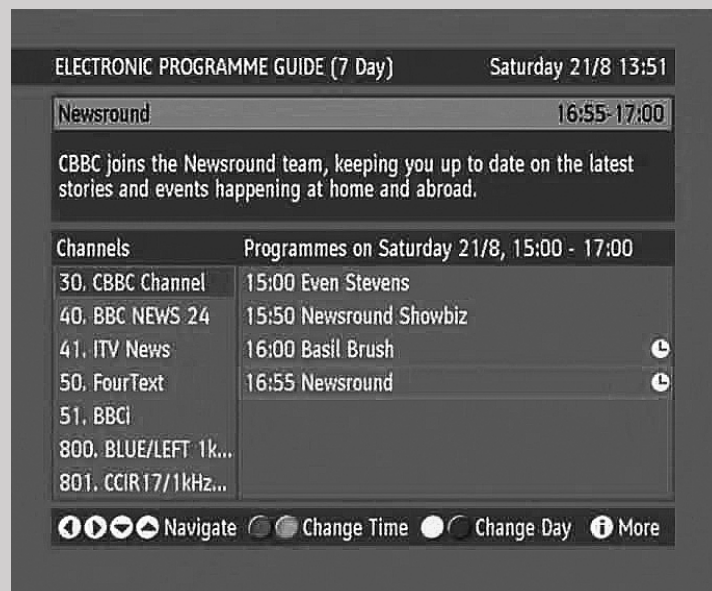 ELECTRONIC PROGRAMME GUIDE (7 Day) Saturday 21/8 13:51
Newsround 16:55-17:00
CBBC joins the Newsround team, keeping you up to date on the latest
stories and events happening at home and abroad.
Channels Programmes on Saturday 21/8, 15:00 - 17:00
30. CBBC Channel 15:00 Even Stevens
40. BBC NEWS 24 15:50 Newsround Showbiz
41. ITV News 16:00 Basil Brush
50. FourText 16:55 Newsround
51. BBCi
800. BLUE/LEFT 1k...
801. CCIR17/1kHz...
Navigate Change Time Change Day i More